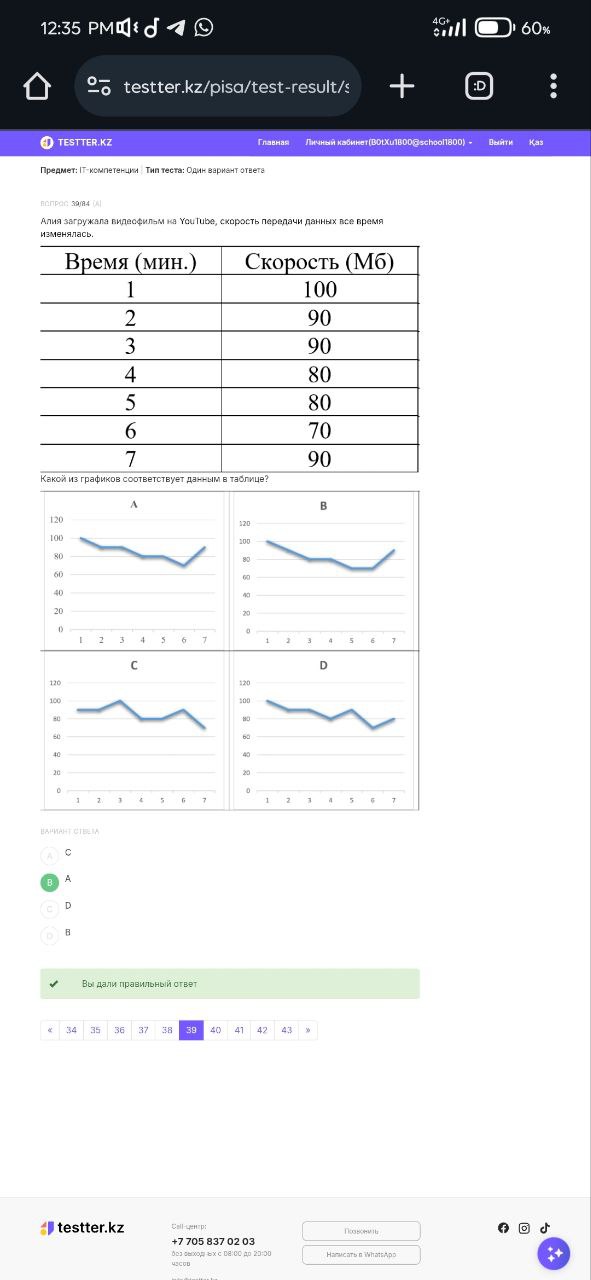 12:35 PM
4G+
60%
testter.kz/pisa/test-result/s
:D
TESTTER.KZ
Главная
Личный кабинет(B0tXu1800@school1800)
Выйти
Қаз
Предмет: IT-компетенции | Тип теста: Один вариант ответа
ВОПРОС 39/84 (A)
Алия загружала видеофильм на YouTube, скорость передачи данных все время
изменялась.
Время (мин.) Скорость (Мб)
1 100
2 90
3 90
4 80
5 80
6 70
7 90
Какой из графиков соответствует данным в таблице?
A
120
100
80
60
40
20
0
1 2 3 4 5 6 7
B
120
100
80
60
40
20
0
1 2 3 4 5 6 7
C
120
100
80
60
40
20
0
1 2 3 4 5 6 7
D
120
100
80
60
40
20
0
1 2 3 4 5 6 7
ВАРИАНТ ОТВЕТА
A C
B A
C D
D B
Вы дали правильный ответ
« 34 35 36 37 38 39 40 41 42 43 »
testter.kz
Call-центр:
+7 705 837 02 03
без выходных с 08:00 до 20:00
часов
Позвонить
Написать в WhatsApp